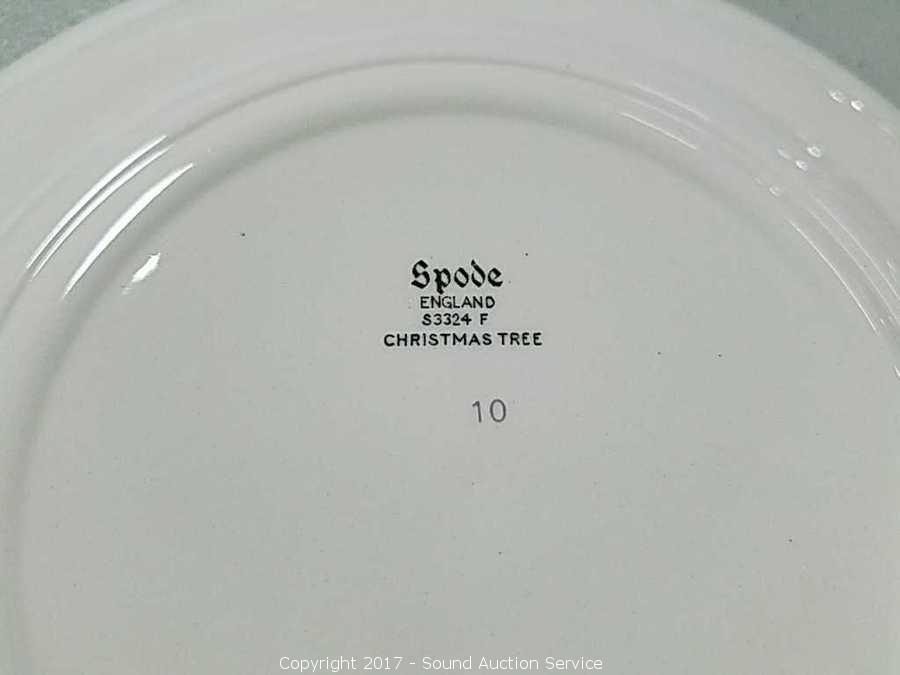 Spode
ENGLAND
S3324 F
CHRISTMAS TREE
10
Copyright 2017 - Sound Auction Service